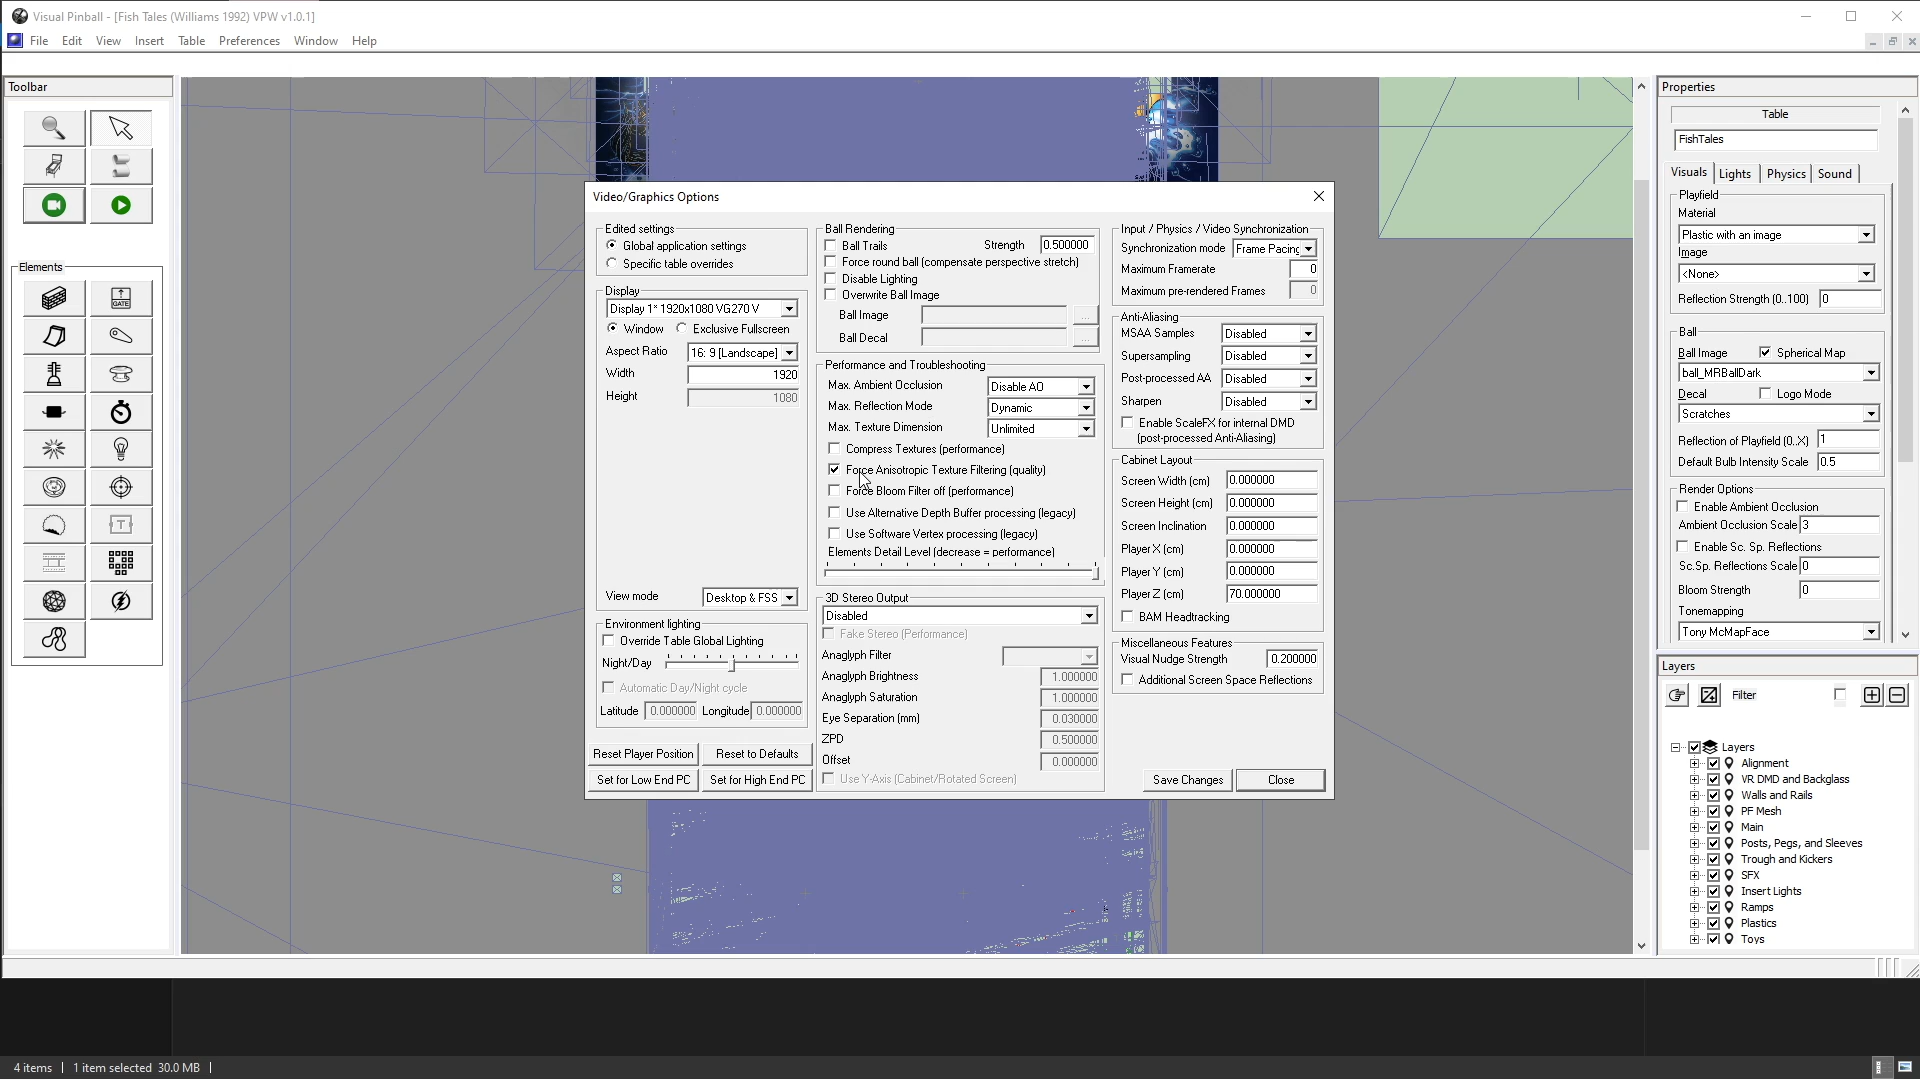 Visual Pinball - [Fish Tales (Williams 1992) VPW v1.0.1]
File Edit View Insert Table Preferences Window Help
Toolbar
GATE
Elements
T
Video/Graphics Options
Edited settings
Global application settings
Specific table overrides
Display
Display 1* 1920x1080 VG270 V
Window Exclusive Fullscreen
Aspect Ratio 16: 9 [Landscape]
Width 1920
Height 1080
View mode Desktop & FSS
Environment lighting
Override Table Global Lighting
Night/Day
Automatic Day/Night cycle
Latitude 0.000000 Longitude 0.000000
Reset Player Position Reset to Defaults
Set for Low End PC Set for High End PC
Ball Rendering
Ball Trails Strength 0.500000
Force round ball (compensate perspective stretch)
Disable Lighting
Overwrite Ball Image
Ball Image ...
Ball Decal ...
Performance and Troubleshooting
Max. Ambient Occlusion Disable AO
Max. Reflection Mode Dynamic
Max. Texture Dimension Unlimited
Compress Textures (performance)
Force Anisotropic Texture Filtering (quality)
Force Bloom Filter off (performance)
Use Alternative Depth Buffer processing (legacy)
Use Software Vertex processing (legacy)
Elements Detail Level (decrease = performance)
3D Stereo Output
Disabled
Fake Stereo (Performance)
Anaglyph Filter
Anaglyph Brightness 1.000000
Anaglyph Saturation 1.000000
Eye Separation (mm) 0.030000
ZPD 0.500000
Offset 0.000000
Use Y-Axis (Cabinet/Rotated Screen)
Input / Physics / Video Synchronization
Synchronization mode Frame Pacing
Maximum Framerate 0
Maximum pre-rendered Frames 0
Anti-Aliasing
MSAA Samples Disabled
Supersampling Disabled
Post-processed AA Disabled
Sharpen Disabled
Enable ScaleFX for internal DMD
(post-processed Anti-Aliasing)
Cabinet Layout
Screen Width (cm) 0.000000
Screen Height (cm) 0.000000
Screen Inclination 0.000000
Player X (cm) 0.000000
Player Y (cm) 0.000000
Player Z (cm) 70.000000
BAM Headtracking
Miscellaneous Features
Visual Nudge Strength 0.200000
Additional Screen Space Reflections
Save Changes Close
Properties
Table
FishTales
Visuals Lights Physics Sound
Playfield
Material
Plastic with an image
Image
<None>
Reflection Strength (0..100) 0
Ball
Ball Image Spherical Map
ball_MRBallDark
Decal Logo Mode
Scratches
Reflection of Playfield (0..X) 1
Default Bulb Intensity Scale 0.5
Render Options
Enable Ambient Occlusion
Ambient Occlusion Scale 3
Enable Sc. Sp. Reflections
Sc.Sp. Reflections Scale 0
Bloom Strength 0
Tonemapping
Tony McMapFace
Layers
Filter
Layers
Alignment
VR DMD and Backglass
Walls and Rails
PF Mesh
Main
Posts, Pegs, and Sleeves
Trough and Kickers
SFX
Insert Lights
Ramps
Plastics
Toys
4 items 1 item selected 30.0 MB